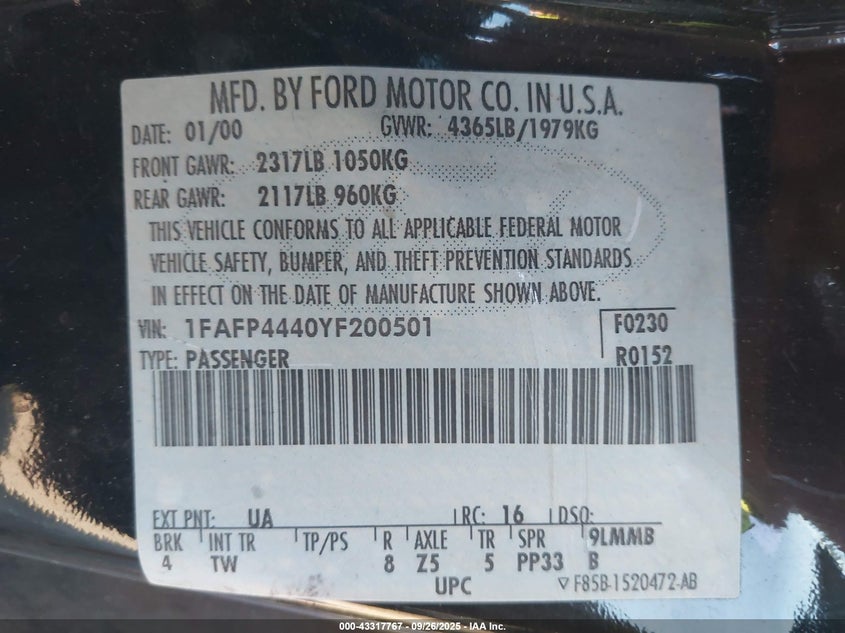 MFD. BY FORD MOTOR CO. IN U.S.A.
DATE: 01/00 GVWR: 4365LB/1979KG
FRONT GAWR: 2317LB 1050KG
REAR GAWR: 2117LB 960KG
THIS VEHICLE CONFORMS TO ALL APPLICABLE FEDERAL MOTOR
VEHICLE SAFETY, BUMPER, AND THEFT PREVENTION STANDARDS
IN EFFECT ON THE DATE OF MANUFACTURE SHOWN ABOVE.
VIN: 1FAFP4440YF200501 F0230
TYPE: PASSENGER R0152
EXT PNT: UA RC: 16 DSO:
BRK INT TR TP/PS R AXLE TR SPR 9LMMB
4 TW 8 Z5 5 PP33 B
UPC ▽F85B-1520472-AB
000-43317767 - 09/26/2025 - IAA Inc.